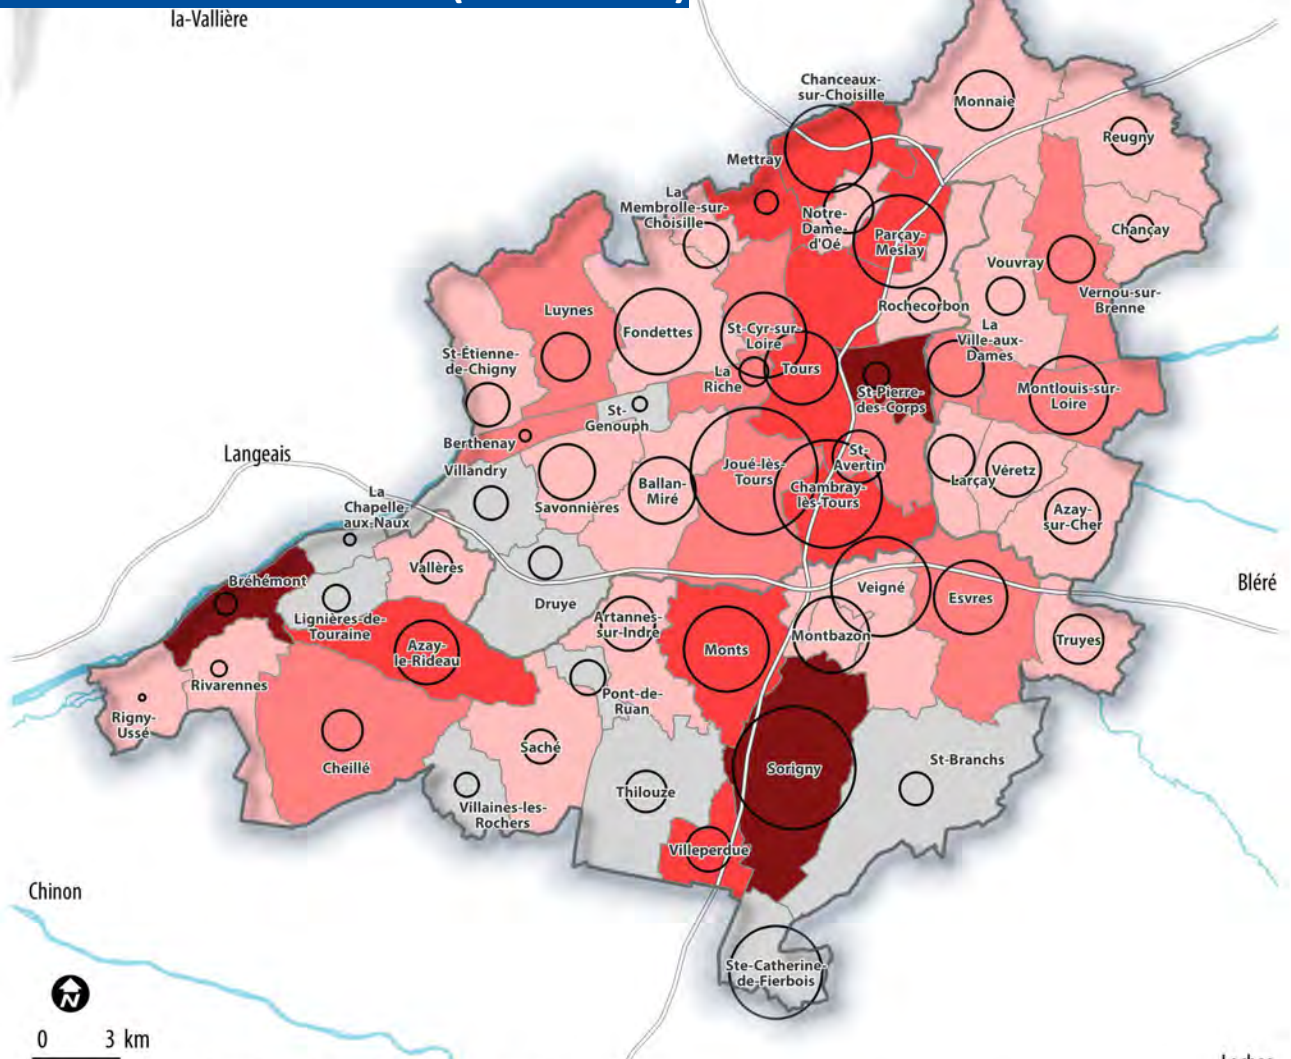 la-Vallière
Chanceaux-
sur-Choisille
Monnaie
Reugny
Mettray
La
Membrolle-sur-
Choisille
Notre-
Dame-
d'Oé
Parçay-
Meslay
Chançay
Vouvray
Vernou-sur-
Brenne
Rochecorbon
Luynes
Fondettes
St-Cyr-sur-
Loire
La
Ville-aux-
Dames
St-Étienne-
de-Chigny
La
Riche
Tours
St-Pierre-
des-Corps
Montlouis-sur-
Loire
St-
Genouph
Berthenay
Langeais
Villandry
Savonnières
Ballan-
Miré
Joué-lès-
Tours
St-
Avertin
Chambray-
lès-Tours
Larçay
Véretz
Azay-
sur-Cher
La
Chapelle-
aux-Naux
Vallères
Bréhémont
Druye
Lignières-de-
Touraine
Artannes-
sur-Indre
Veigné
Esvres
Bléré
Azay-
le-Rideau
Monts
Montbazon
Truyes
Rivarennes
Pont-de-
Ruan
Rigny-
Ussé
Saché
Cheillé
Sorigny
St-Branchs
Thilouze
Villaines-les-
Rochers
Villeperdue
Chinon
Ste-Catherine-
de-Fierbois
N
0 3 km